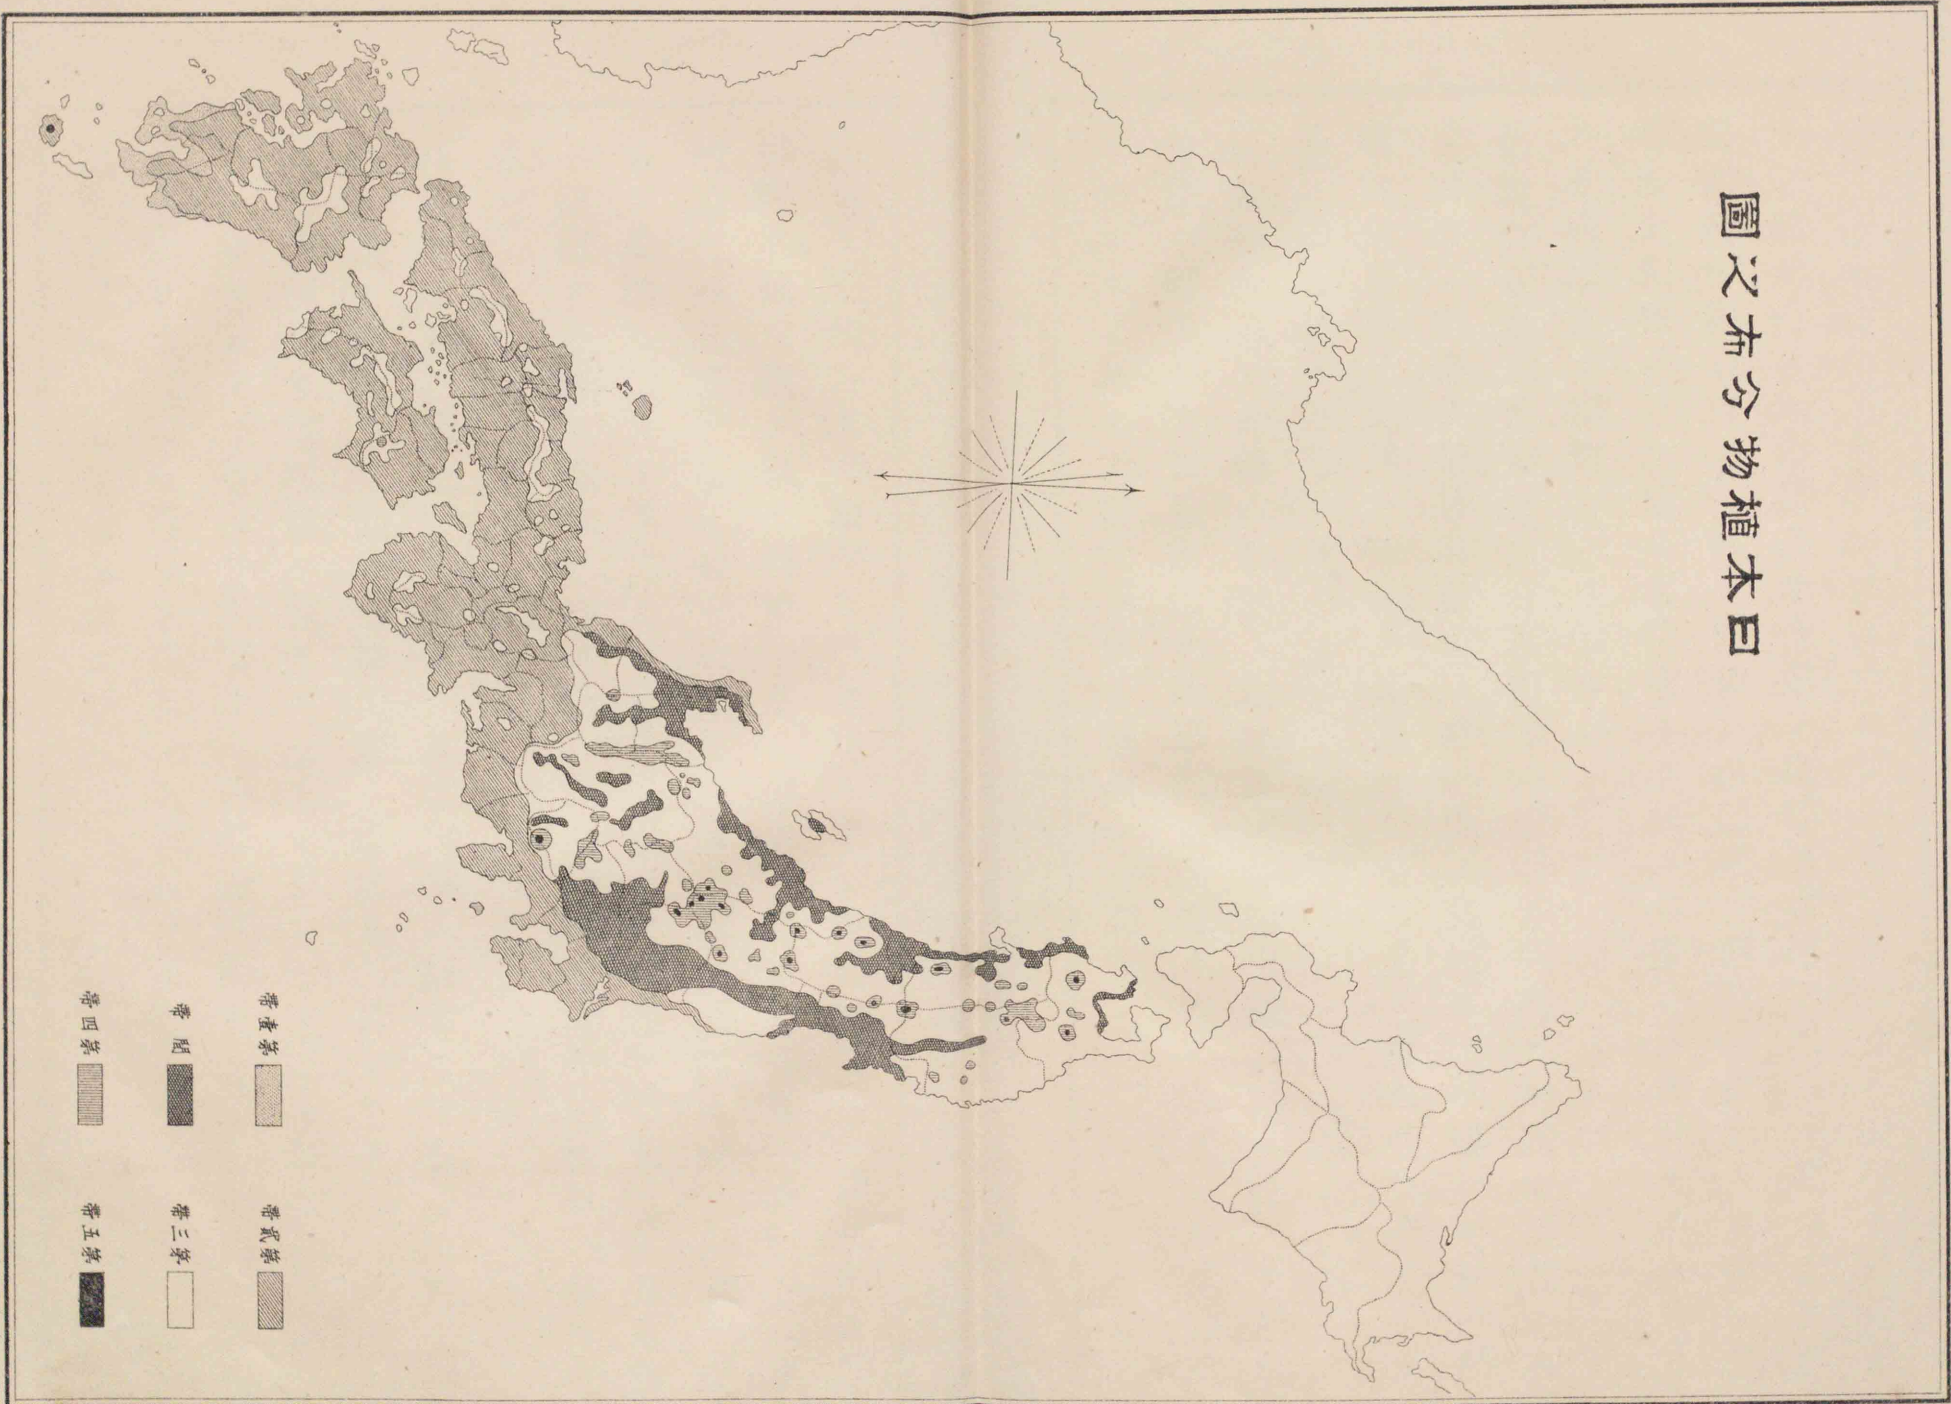 日本植物分布之圖
第壹帶
第貳帶
間帶
第三帶
第四帶
第五帶